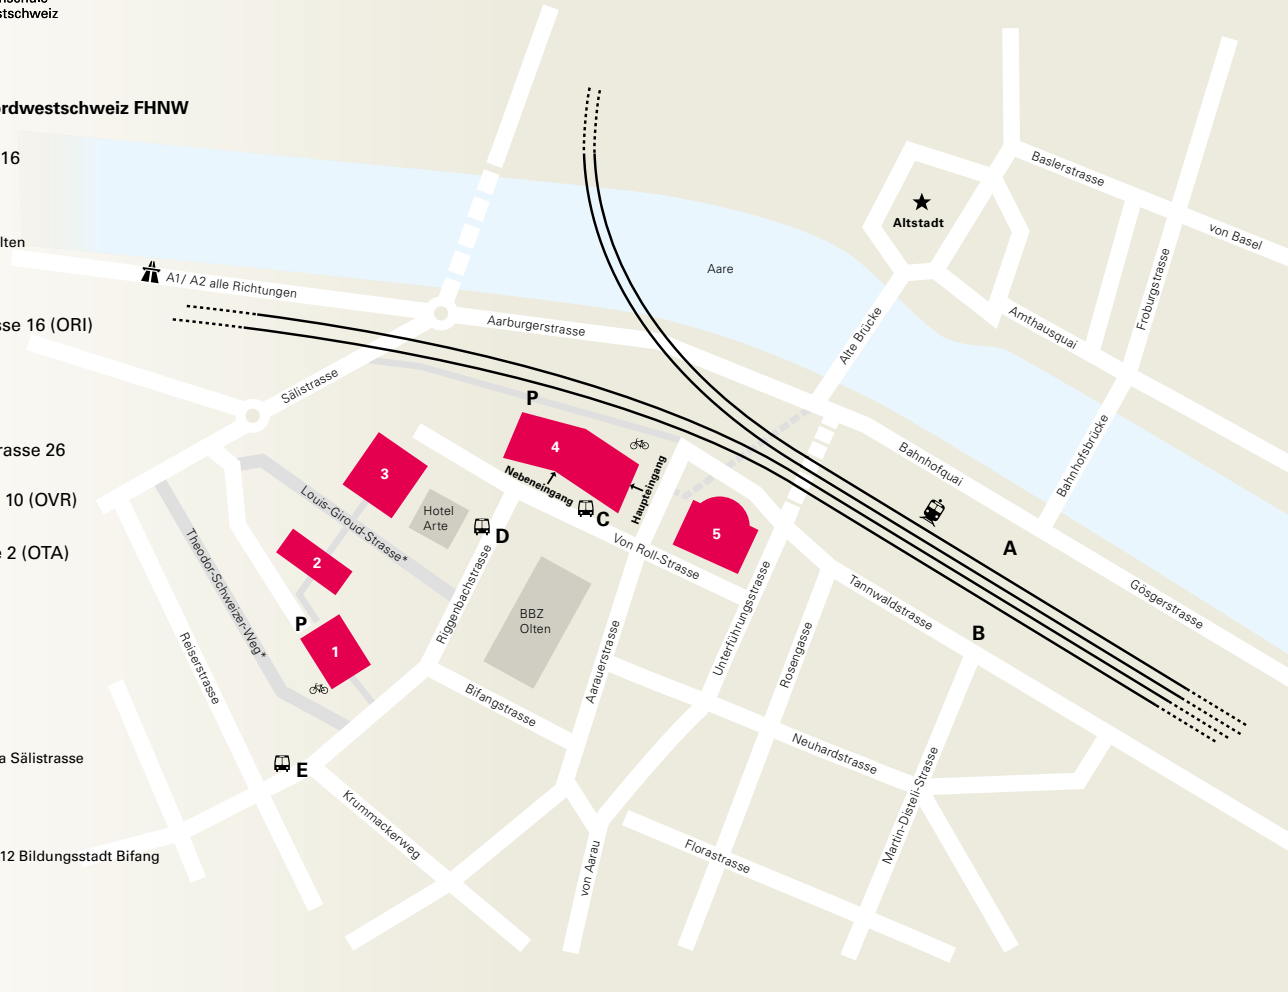 stschweiz
ordwestschweiz FHNW
16
lten
sse 16 (ORI)
rasse 26
10 (OVR)
e 2 (OTA)
a Sälistrasse
12 Bildungsstadt Bifang
A1/ A2 alle Richtungen
Aarburgerstrasse
Sälistrasse
Aare
Altstadt
Baslerstrasse
von Basel
Froburgstrasse
Amthausquai
Alte Brücke
Bahnhofsbrücke
Bahnhofquai
Gösgerstrasse
P
4
3
Nebeneingang
Haupteingang
C
D
Hotel
Arte
5
Louis-Giroud-Strasse*
Von Roll-Strasse
2
P
1
Theodor-Schweizer-Weg*
Reiserstrasse
Riggenbachstrasse
BBZ
Olten
Aarauerstrasse
Unterführungsstrasse
Rosengasse
Tannwaldstrasse
A
B
Bifangstrasse
Neuhardstrasse
Martin-Disteli-Strasse
E
Krummackerweg
von Aarau
Florastrasse